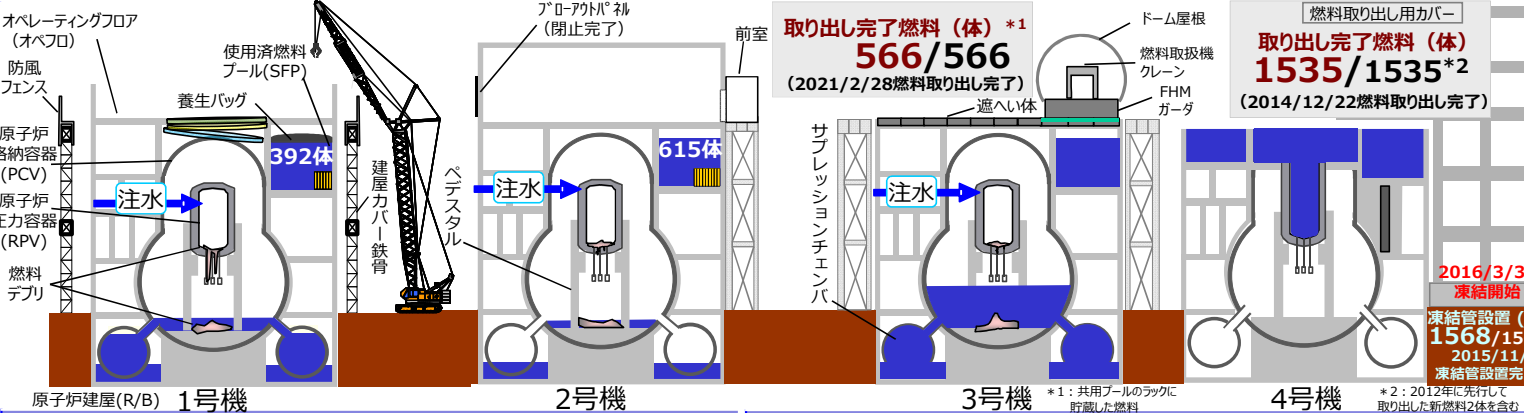 オペレーティングフロア
(オペフロ)
防風
フェンス
使用済燃料
プール(SFP)
養生バッグ
原子炉
格納容器
(PCV)
392体
注水
原子炉
圧力容器
(RPV)
燃料
デブリ
建屋カバー鉄骨
原子炉建屋(R/B)
1号機
ブローアウトパネル
(閉止完了)
前室
615体
注水
ペデスタル
2号機
取り出し完了燃料(体)*1
566/566
(2021/2/28燃料取り出し完了)
ドーム屋根
燃料取扱機
クレーン
FHM
ガーダ
遮へい体
注水
サプレッションチェンバ
3号機
*1:共用プールのラックに
貯蔵した燃料
燃料取り出し用カバー
取り出し完了燃料(体)
1535/1535*2
(2014/12/22燃料取り出し完了)
4号機
*2:2012年に先行して
取り出した新燃料2体を含む
2016/3/3
凍結開始
凍結管設置(
1568/15
2015/11/
凍結管設置完